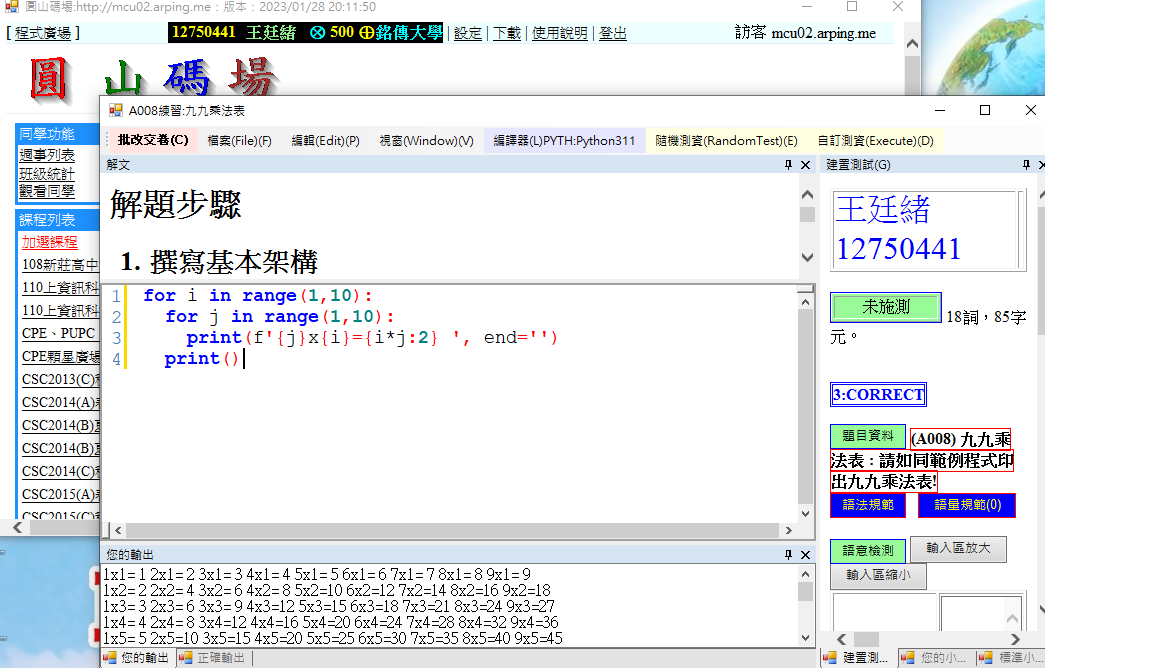 圓山碼場:http://mcu02.arping.me：版本：2023/01/28 20:11:50
[ 程式廣場 ]
12750441 王廷緒 ⊗ 500 ⊕銘傳大學 | 設定 | 下載 | 使用說明 | 登出
訪客 mcu02.arping.me
圓山碼場
同學功能
週事列表
班級統計
觀看同學
課程列表
加選課程
108新莊高中
110上資訊科
110上資訊科
CPE、PUPC
CPE顆星廣場
CSC2013(C)
CSC2014(A)
CSC2014(B)
CSC2014(B)
CSC2014(C)
CSC2015(A)
CSC2015(C)
A008練習:九九乘法表
批改交卷(C) 檔案(File)(F) 編輯(Edit)(P) 視窗(Window)(V) 編譯器(L)PYTH:Python311 隨機測資(RandomTest)(E) 自訂測資(Execute)(D)
解文
解題步驟
1. 撰寫基本架構
1 for i in range(1,10):
2 for j in range(1,10):
3 print(f'{j}x{i}={i*j:2} ', end='')
4 print()
您的輸出
1x1= 1 2x1= 2 3x1= 3 4x1= 4 5x1= 5 6x1= 6 7x1= 7 8x1= 8 9x1= 9
1x2= 2 2x2= 4 3x2= 6 4x2= 8 5x2=10 6x2=12 7x2=14 8x2=16 9x2=18
1x3= 3 2x3= 6 3x3= 9 4x3=12 5x3=15 6x3=18 7x3=21 8x3=24 9x3=27
1x4= 4 2x4= 8 3x4=12 4x4=16 5x4=20 6x4=24 7x4=28 8x4=32 9x4=36
1x5= 5 2x5=10 3x5=15 4x5=20 5x5=25 6x5=30 7x5=35 8x5=40 9x5=45
您的輸出 正確輸出
建置測試(G)
王廷緒
12750441
未施測 18詞，85字
元。
3:CORRECT
題目資料 (A008) 九九乘
法表：請如同範例程式印
出九九乘法表!
語法規範 語量規範(0)
語意檢測 輸入區放大
輸入區縮小
建置測... 您的小... 標準小...